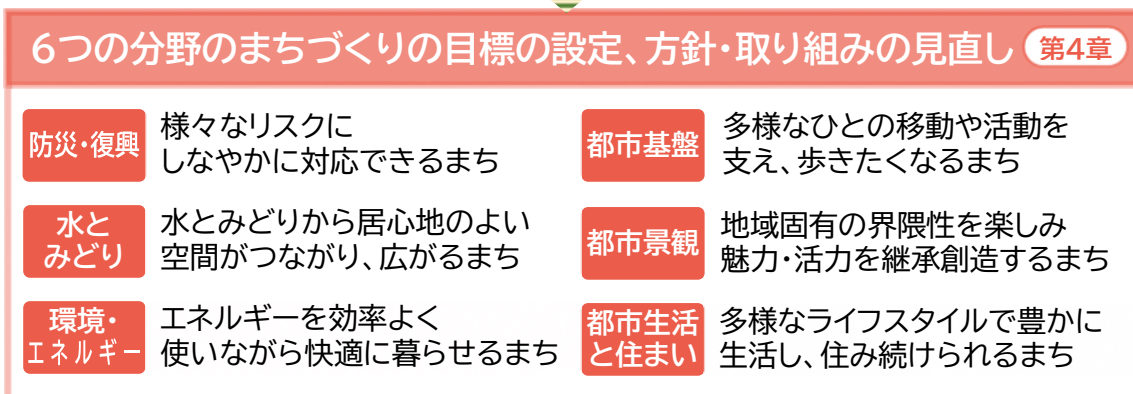 6つの分野のまちづくりの目標の設定、方針・取り組みの見直し 第4章
防災・復興
様々なリスクに
しなやかに対応できるまち
都市基盤
多様なひとの移動や活動を
支え、歩きたくなるまち
水と
みどり
水とみどりから居心地のよい
空間がつながり、広がるまち
都市景観
地域固有の界隈性を楽しみ
魅力・活力を継承創造するまち
環境・
エネルギー
エネルギーを効率よく
使いながら快適に暮らせるまち
都市生活
と住まい
多様なライフスタイルで豊かに
生活し、住み続けられるまち